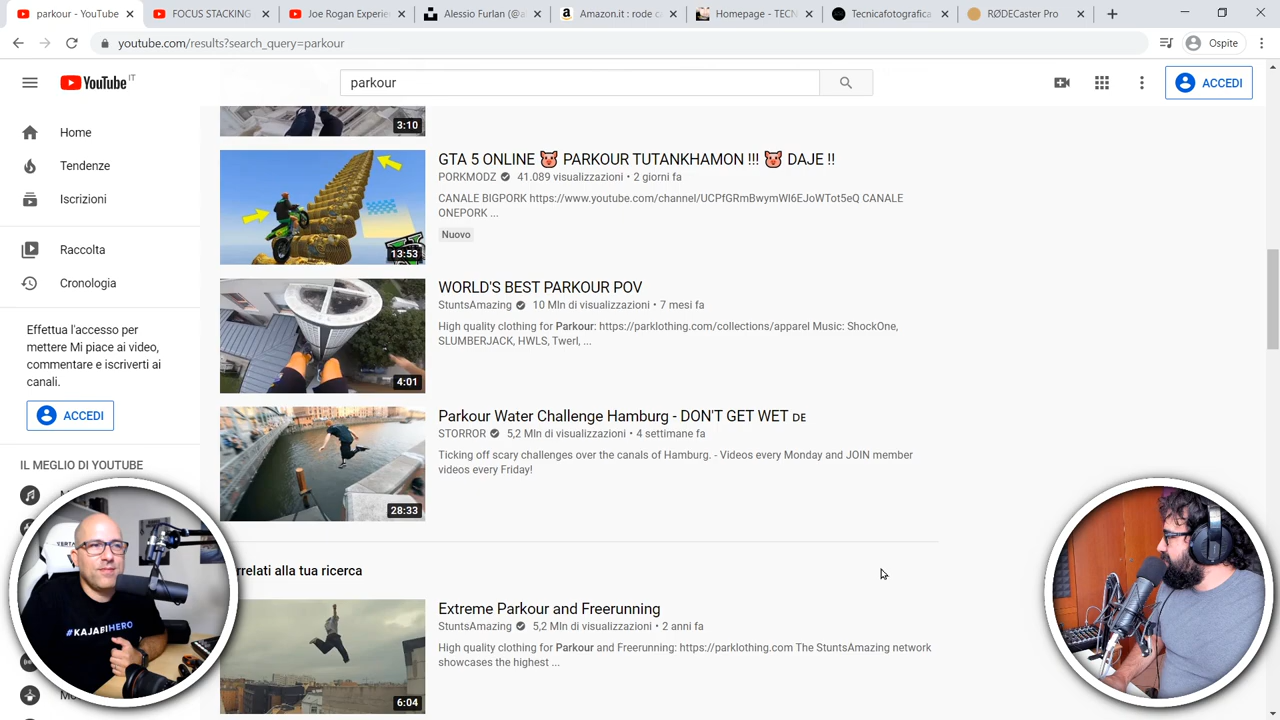 parkour - YouTube
FOCUS STACKING
Joe Rogan Experie
Alessio Furlan (@a
Amazon.it : rode c
Homepage - TECN
Tecnicafotografica
RØDECaster Pro
youtube.com/results?search_query=parkour
Ospite
YouTube IT
parkour
ACCEDI
Home
Tendenze
Iscrizioni
Raccolta
Cronologia
Effettua l'accesso per
mettere Mi piace ai video,
commentare e iscriverti ai
canali.
ACCEDI
IL MEGLIO DI YOUTUBE
3:10
GTA 5 ONLINE 🐷 PARKOUR TUTANKHAMON !!! 🐷 DAJE !!
PORKMODZ 41.089 visualizzazioni • 2 giorni fa
CANALE BIGPORK https://www.youtube.com/channel/UCPfGRmBwymWl6EJoWTot5eQ CANALE
ONEPORK ...
Nuovo
13:53
WORLD'S BEST PARKOUR POV
StuntsAmazing 10 Mln di visualizzazioni • 7 mesi fa
High quality clothing for Parkour: https://parklothing.com/collections/apparel Music: ShockOne,
SLUMBERJACK, HWLS, Twerl, ...
4:01
Parkour Water Challenge Hamburg - DON'T GET WET DE
STORROR 5,2 Mln di visualizzazioni • 4 settimane fa
Ticking off scary challenges over the canals of Hamburg. - Videos every Monday and JOIN member
videos every Friday!
28:33
rrelati alla tua ricerca
Extreme Parkour and Freerunning
StuntsAmazing 5,2 Mln di visualizzazioni • 2 anni fa
High quality clothing for Parkour and Freerunning: https://parklothing.com The StuntsAmazing network
showcases the highest ...
6:04
#KAJABIHERO